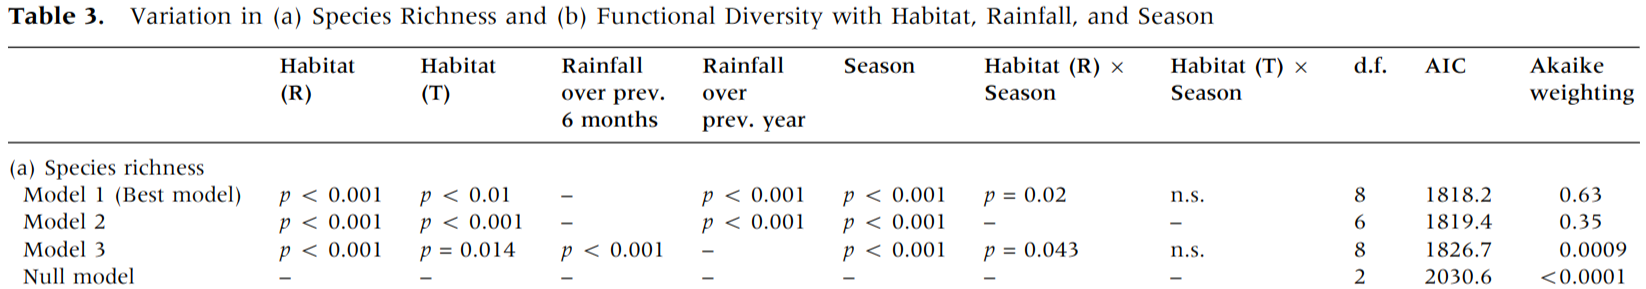 Table 3. Variation in (a) Species Richness and (b) Functional Diversity with Habitat, Rainfall, and Season
Habitat (R) Habitat (T) Rainfall over prev. 6 months Rainfall over prev. year Season Habitat (R) × Season Habitat (T) × Season d.f. AIC Akaike weighting
(a) Species richness
Model 1 (Best model) p < 0.001 p < 0.01 – p < 0.001 p < 0.001 p = 0.02 n.s. 8 1818.2 0.63
Model 2 p < 0.001 p < 0.001 – p < 0.001 p < 0.001 – – 6 1819.4 0.35
Model 3 p < 0.001 p = 0.014 p < 0.001 – p < 0.001 p = 0.043 n.s. 8 1826.7 0.0009
Null model – – – – – – – 2 2030.6 <0.0001